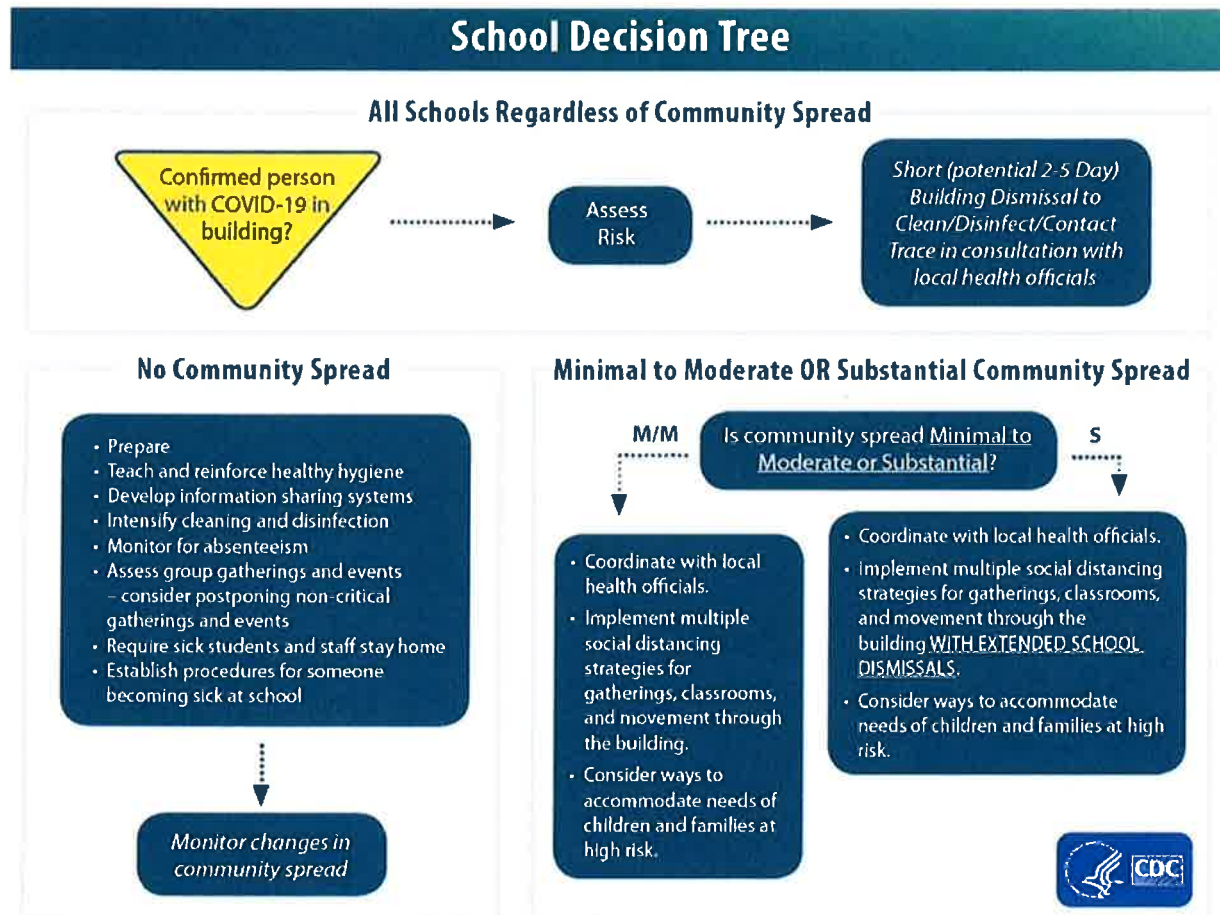 School Decision Tree
All Schools Regardless of Community Spread
Confirmed person
with COVID-19 in
building?
Assess
Risk
Short (potential 2-5 Day)
Building Dismissal to
Clean/Disinfect/Contact
Trace in consultation with
local health officials
No Community Spread
• Prepare
• Teach and reinforce healthy hygiene
• Develop information sharing systems
• Intensify cleaning and disinfection
• Monitor for absenteeism
• Assess group gatherings and events
– consider postponing non-critical
gatherings and events
• Require sick students and staff stay home
• Establish procedures for someone
becoming sick at school
Monitor changes in
community spread
Minimal to Moderate OR Substantial Community Spread
M/M
Is community spread Minimal to
Moderate or Substantial?
S
• Coordinate with local
health officials.
• Implement multiple
social distancing
strategies for
gatherings, classrooms,
and movement through
the building.
• Consider ways to
accommodate needs of
children and families at
high risk.
• Coordinate with local health officials.
• Implement multiple social distancing
strategies for gatherings, classrooms,
and movement through the
building WITH EXTENDED SCHOOL
DISMISSALS.
• Consider ways to accommodate
needs of children and families at high
risk.
CDC